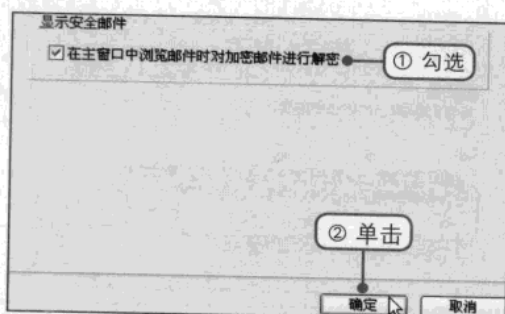 显示安全邮件
在主窗口中浏览邮件时对加密邮件进行解密
① 勾选
② 单击
确定
取消